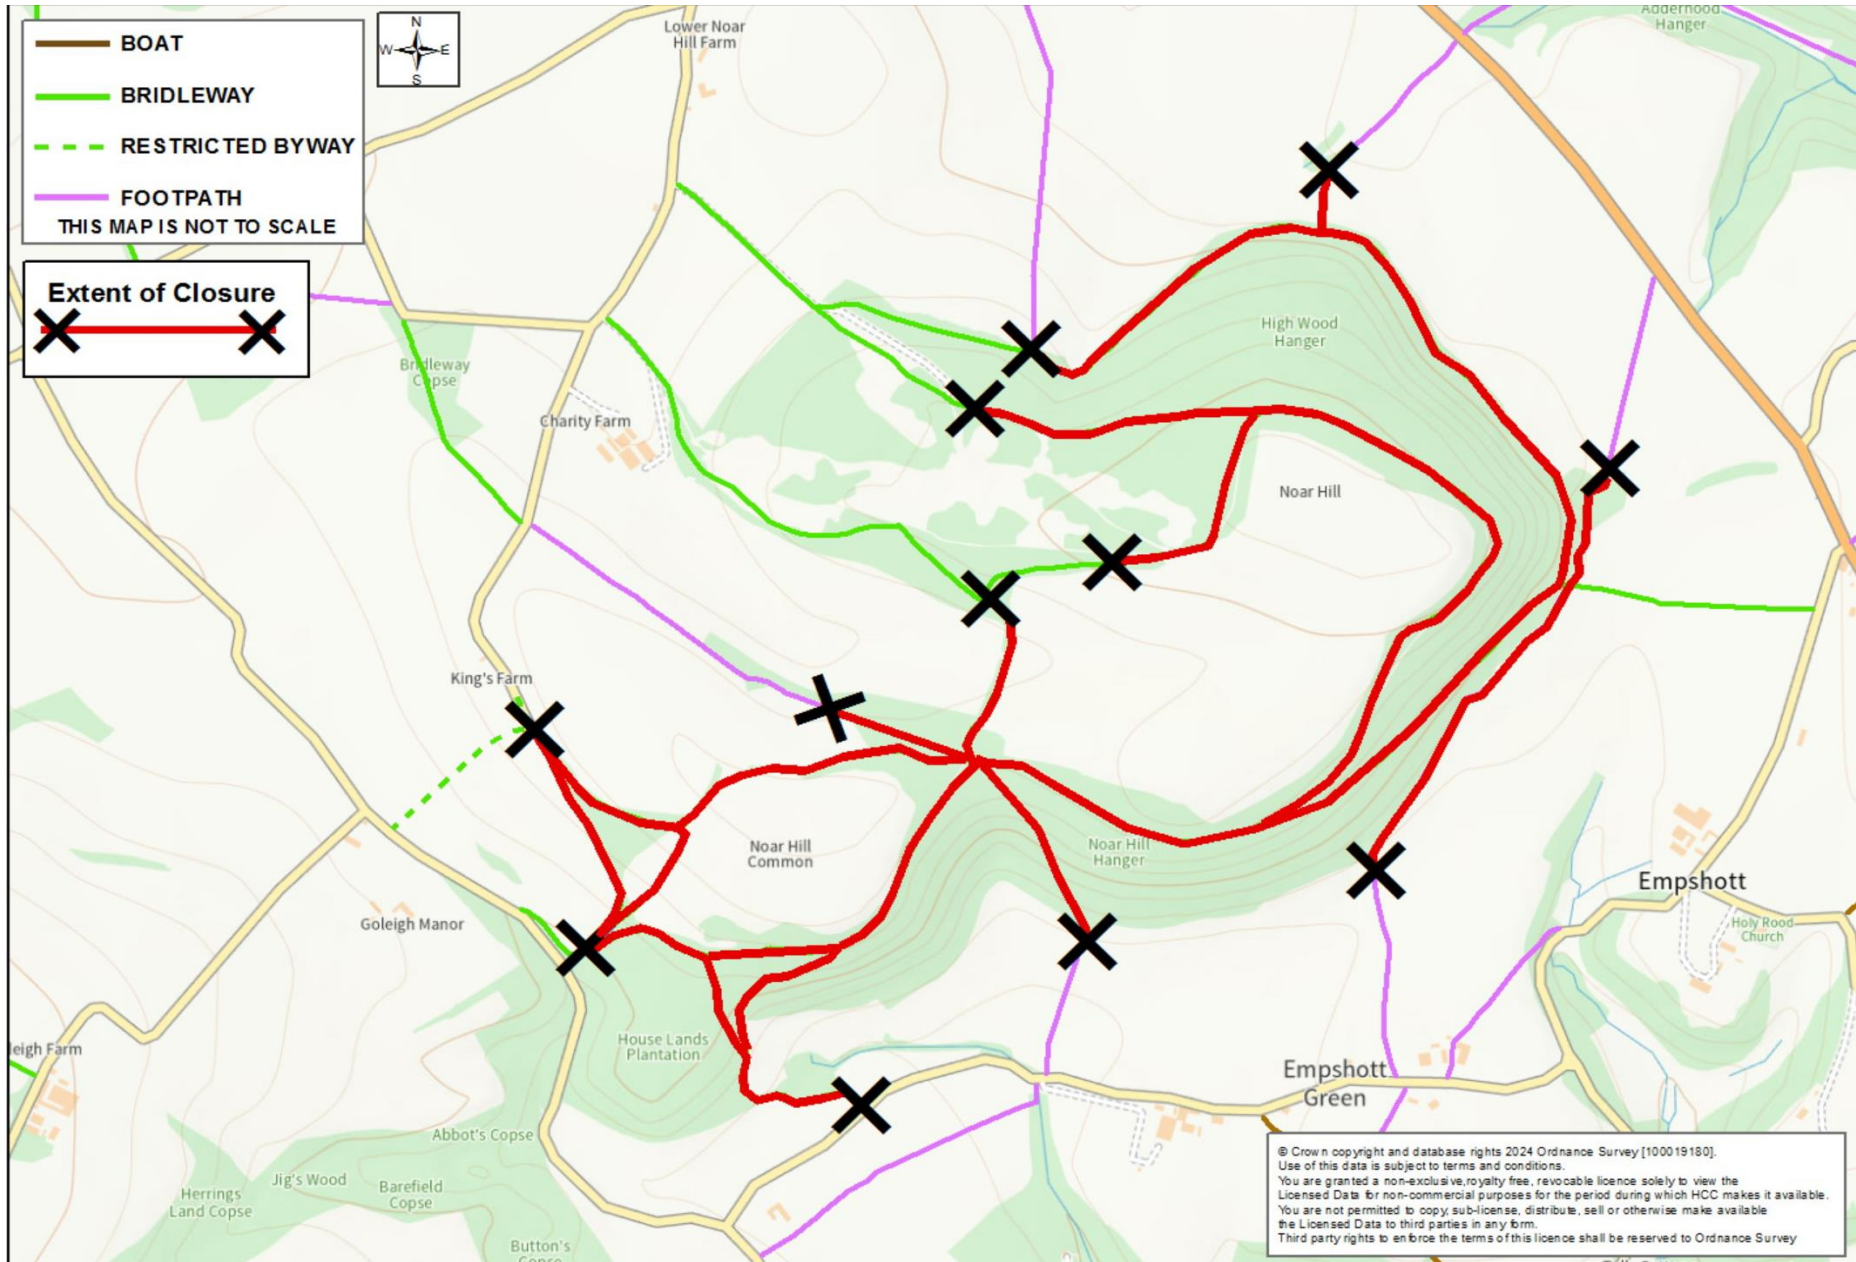 BOAT
BRIDLEWAY
RESTRICTED BYWAY
FOOTPATH
THIS MAP IS NOT TO SCALE
N
W
E
S
Extent of Closure
Lower Noar
Hill Farm
Adderhood
Hanger
High Wood
Hanger
Bridleway
Copse
Charity Farm
Noar Hill
King's Farm
Noar Hill
Common
Noar Hill
Hanger
Goleigh Manor
Empshott
Holy Rood
Church
House Lands
Plantation
leigh Farm
Empshott
Green
Abbot's Copse
Jig's Wood
Barefield
Copse
Herrings
Land Copse
Button's
Copse
© Crown copyright and database rights 2024 Ordnance Survey [100019180].
Use of this data is subject to terms and conditions.
You are granted a non-exclusive,royalty free, revocable licence solely to view the
Licensed Data for non-commercial purposes for the period during which HCC makes it available.
You are not permitted to copy, sub-license, distribute, sell or otherwise make available
the Licensed Data to third parties in any form.
Third party rights to enforce the terms of this licence shall be reserved to Ordnance Survey